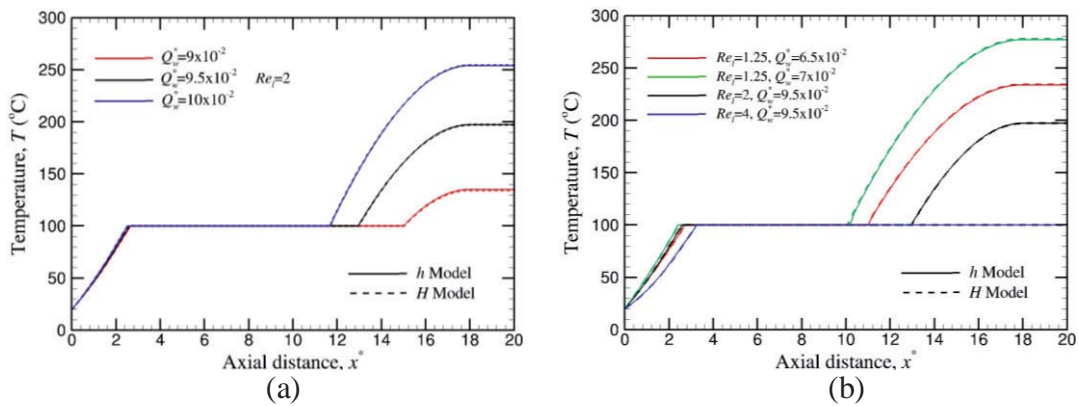 300
250
200
150
100
50
0
Temperature, T (°C)
Q*w=9x10-2
Q*w=9.5x10-2 Rel=2
Q*w=10x10-2
h Model
H Model
0 2 4 6 8 10 12 14 16 18 20
Axial distance, x*
(a)
300
250
200
150
100
50
0
Temperature, T (°C)
Rel=1.25, Q*w=6.5x10-2
Rel=1.25, Q*w=7x10-2
Rel=2, Q*w=9.5x10-2
Rel=4, Q*w=9.5x10-2
h Model
H Model
0 2 4 6 8 10 12 14 16 18 20
Axial distance, x*
(b)